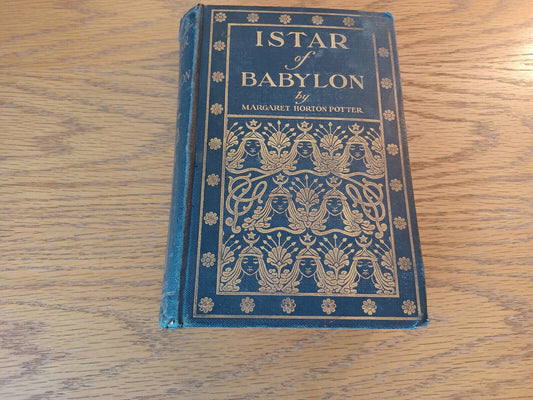 ISTAR
of
BABYLON
by
MARGARET HORTON POTTER